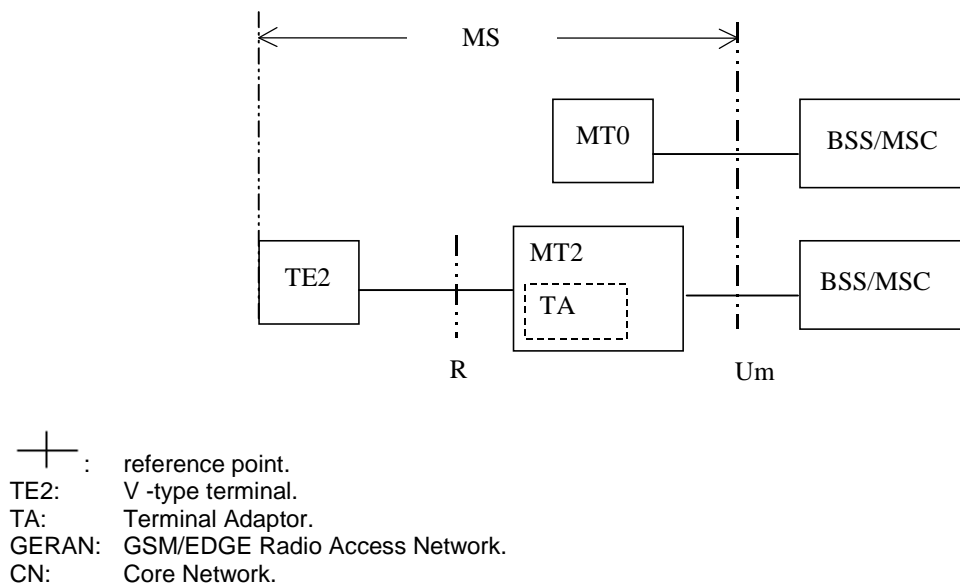 MS
MT0
BSS/MSC
TE2
MT2
TA
BSS/MSC
R
Um
: reference point.
TE2: V -type terminal.
TA: Terminal Adaptor.
GERAN: GSM/EDGE Radio Access Network.
CN: Core Network.